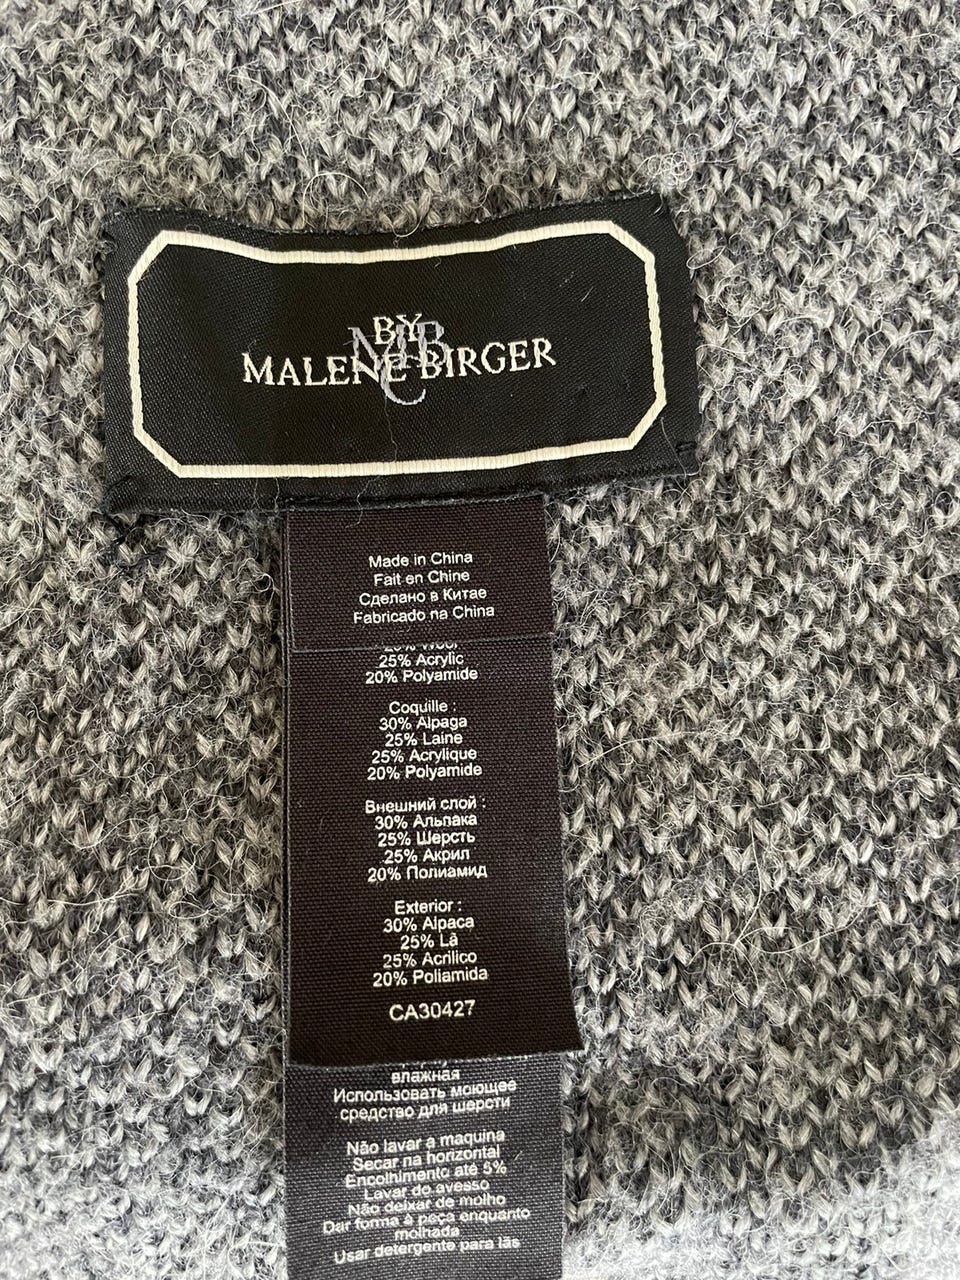 BY
MALENE BIRGER
MBC
Made in China
Fait en Chine
Сделано в Китае
Fabricado na China
25% Acrylic
20% Polyamide
Coquille :
30% Alpaga
25% Laine
25% Acrylique
20% Polyamide
Внешний слой :
30% Альпака
25% Шерсть
25% Акрил
20% Полиамид
Exterior :
30% Alpaca
25% Lã
25% Acrílico
20% Poliamida
CA30427
влажная
Использовать моющее
средство для шерсти
Não lavar a maquina
Secar na horizontal
Encolhimento até 5%
Lavar do avesso
Não deixar de molho
Dar forma à peça enquanto
molhada
Usar detergente para lãs